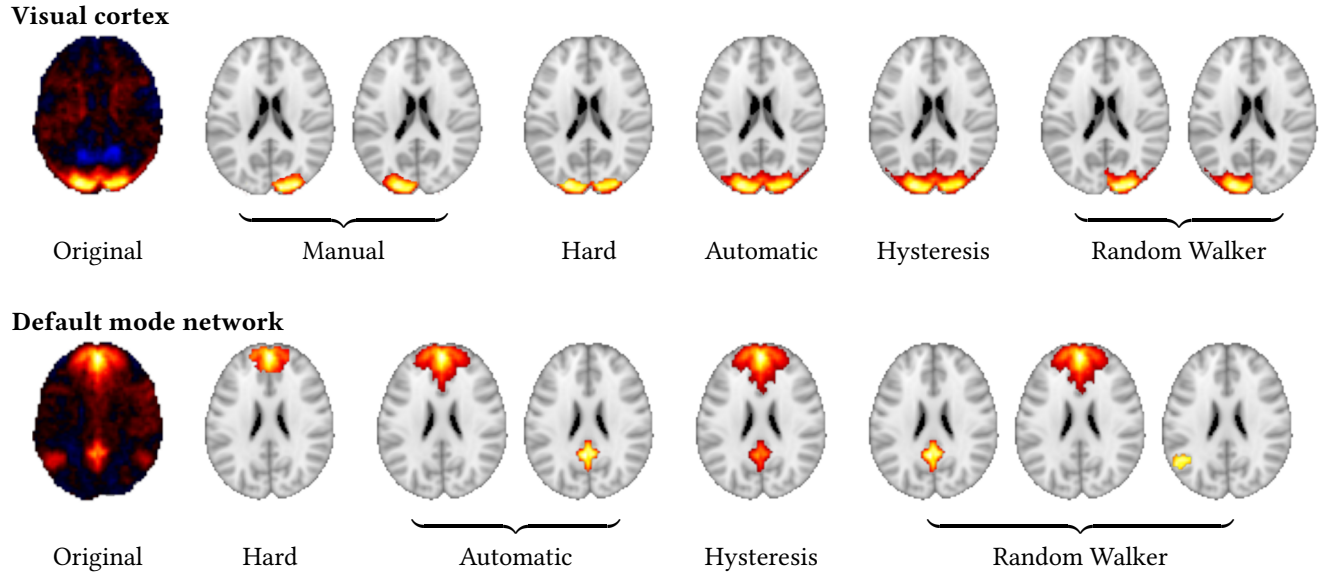 Visual cortex
Original Manual Hard Automatic Hysteresis Random Walker
Default mode network
Original Hard Automatic Hysteresis Random Walker